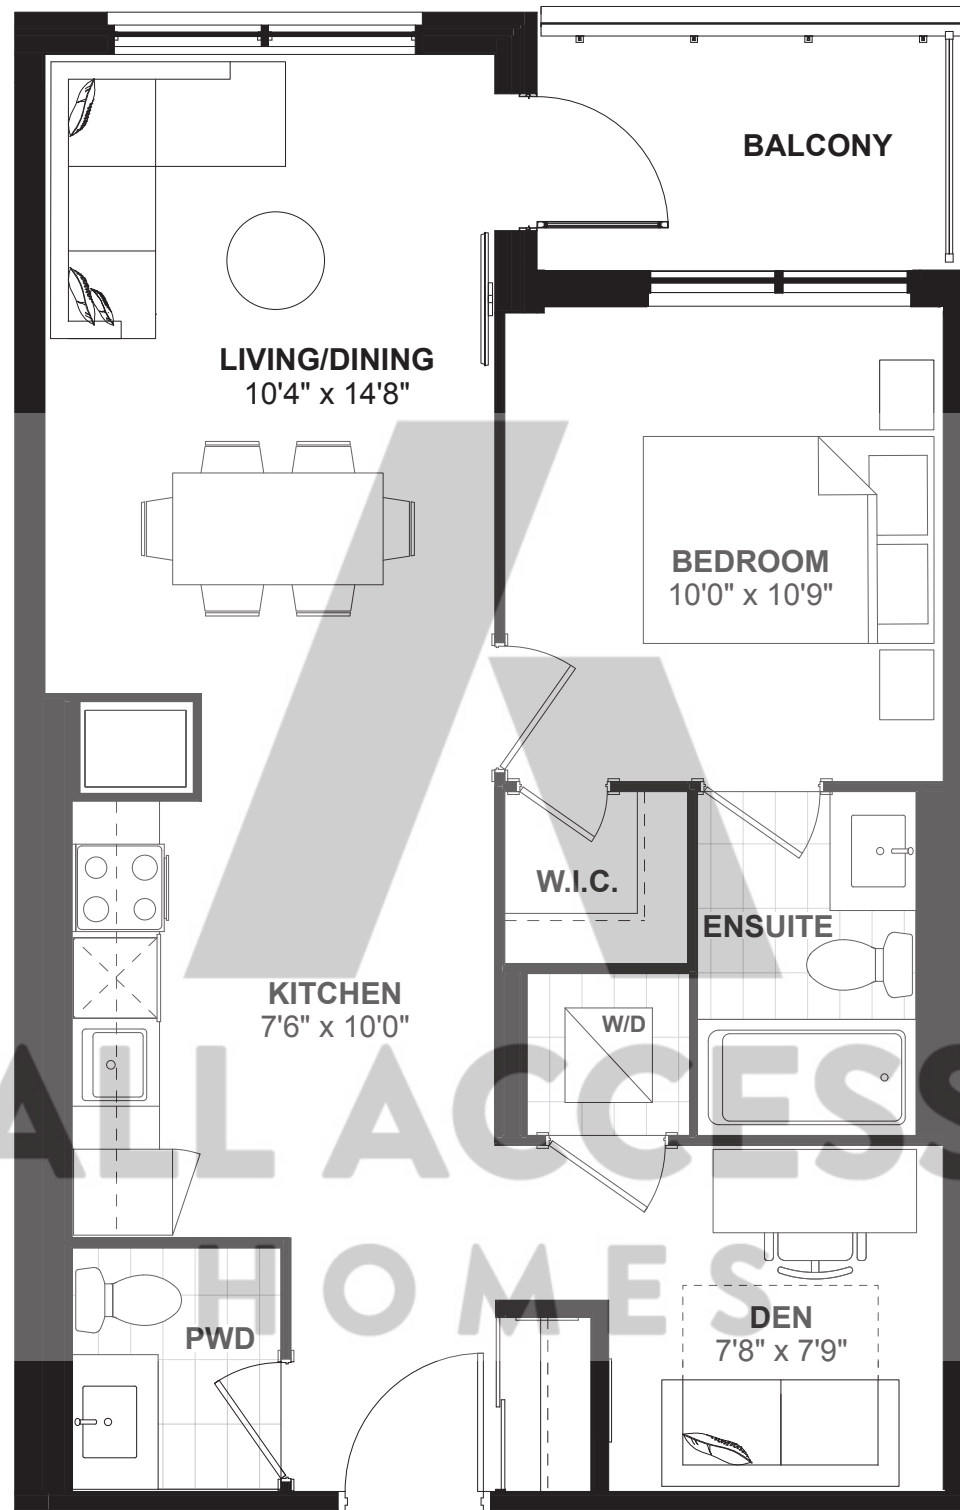 BALCONY
LIVING/DINING
10'4" x 14'8"
BEDROOM
10'0" x 10'9"
W.I.C.
ENSUITE
KITCHEN
7'6" x 10'0"
W/D
ALL ACCESS
HOMES
PWD
DEN
7'8" x 7'9"